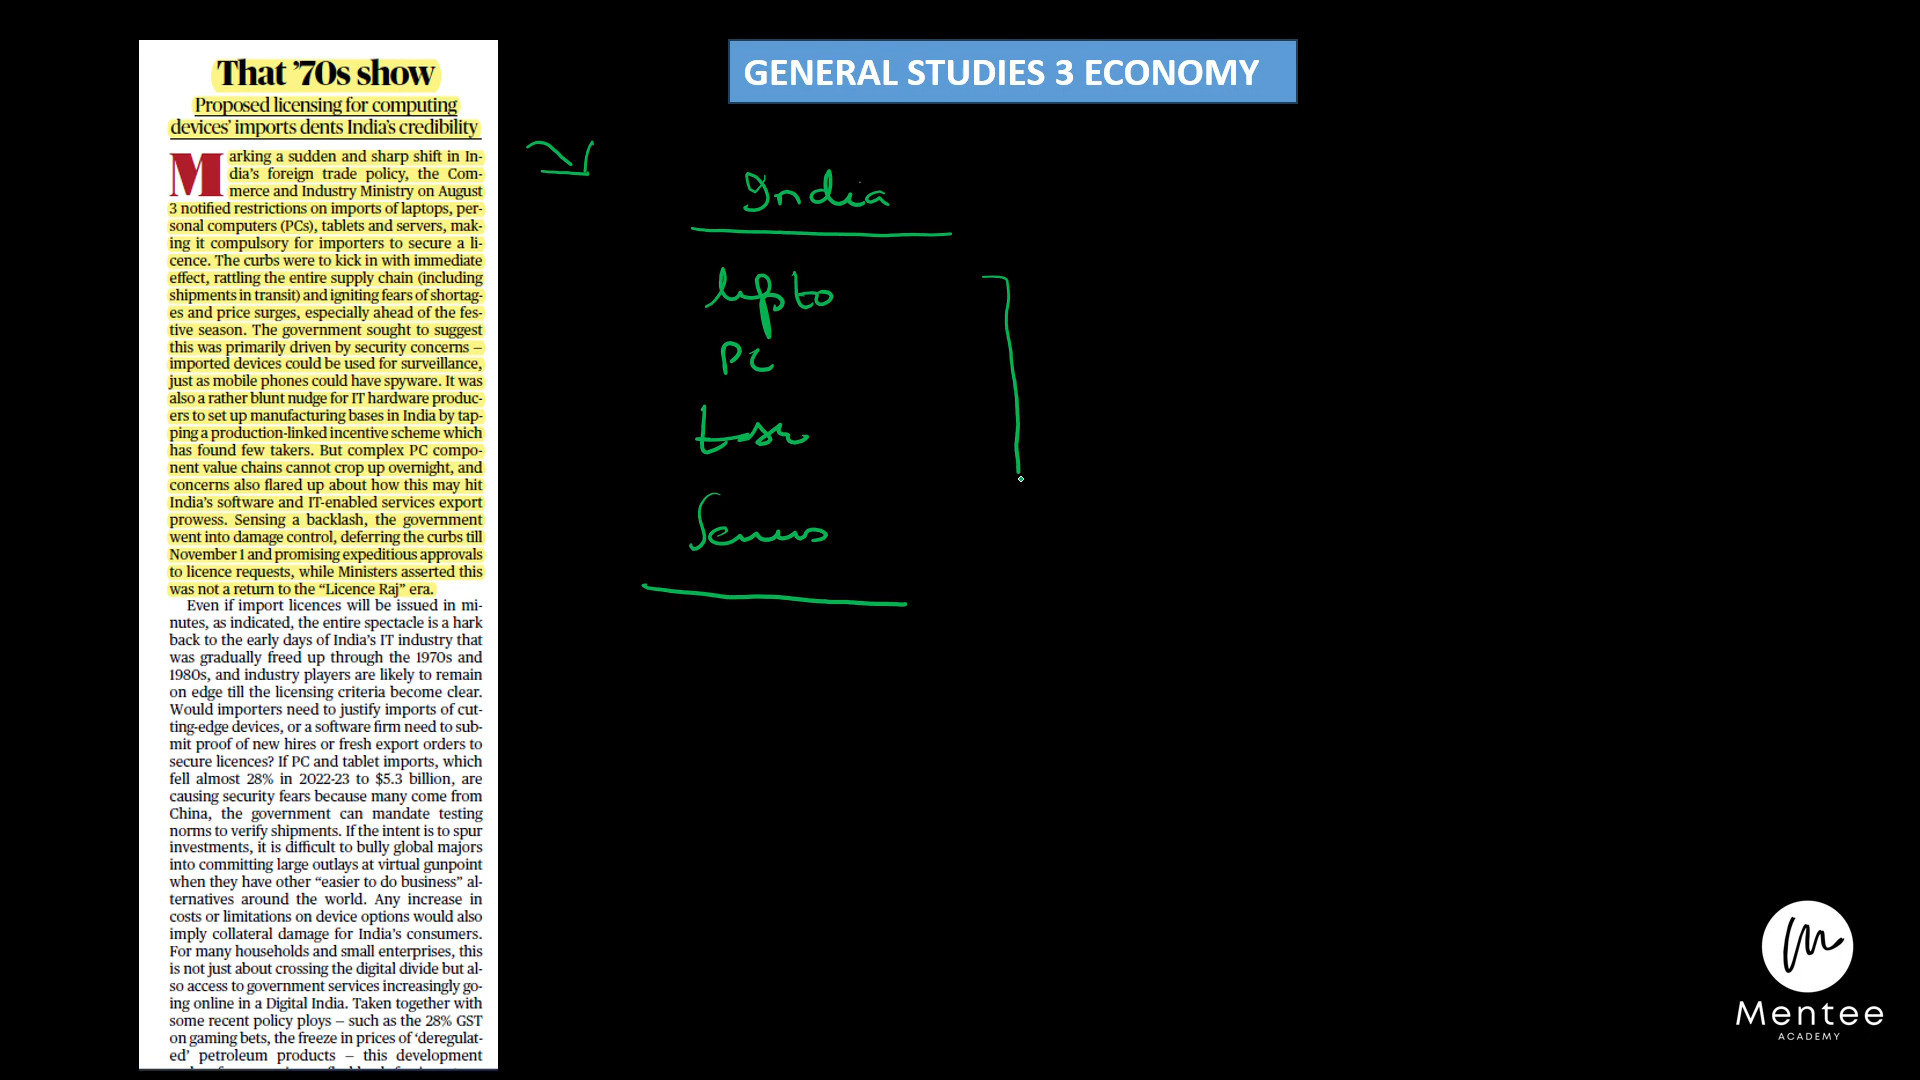 That ’70s show
Proposed licensing for computing
devices’ imports dents India’s credibility
Marking a sudden and sharp shift in In-
dia’s foreign trade policy, the Com-
merce and Industry Ministry on August
3 notified restrictions on imports of laptops, per-
sonal computers (PCs), tablets and servers, mak-
ing it compulsory for importers to secure a li-
cence. The curbs were to kick in with immediate
effect, rattling the entire supply chain (including
shipments in transit) and igniting fears of shortag-
es and price surges, especially ahead of the fes-
tive season. The government sought to suggest
this was primarily driven by security concerns –
imported devices could be used for surveillance,
just as mobile phones could have spyware. It was
also a rather blunt nudge for IT hardware produc-
ers to set up manufacturing bases in India by tap-
ping a production-linked incentive scheme which
has found few takers. But complex PC compo-
nent value chains cannot crop up overnight, and
concerns also flared up about how this may hit
India’s software and IT-enabled services export
prowess. Sensing a backlash, the government
went into damage control, deferring the curbs till
November 1 and promising expeditious approvals
to licence requests, while Ministers asserted this
was not a return to the “Licence Raj” era.
Even if import licences will be issued in mi-
nutes, as indicated, the entire spectacle is a hark
back to the early days of India’s IT industry that
was gradually freed up through the 1970s and
1980s, and industry players are likely to remain
on edge till the licensing criteria become clear.
Would importers need to justify imports of cut-
ting-edge devices, or a software firm need to sub-
mit proof of new hires or fresh export orders to
secure licences? If PC and tablet imports, which
fell almost 28% in 2022-23 to $5.3 billion, are
causing security fears because many come from
China, the government can mandate testing
norms to verify shipments. If the intent is to spur
investments, it is difficult to bully global majors
into committing large outlays at virtual gunpoint
when they have other “easier to do business” al-
ternatives around the world. Any increase in
costs or limitations on device options would also
imply collateral damage for India’s consumers.
For many households and small enterprises, this
is not just about crossing the digital divide but al-
so access to government services increasingly go-
ing online in a Digital India. Taken together with
some recent policy ploys – such as the 28% GST
on gaming bets, the freeze in prices of ‘deregulat-
ed’ petroleum products – this development
GENERAL STUDIES 3 ECONOMY
India
PC
Mentee
ACADEMY